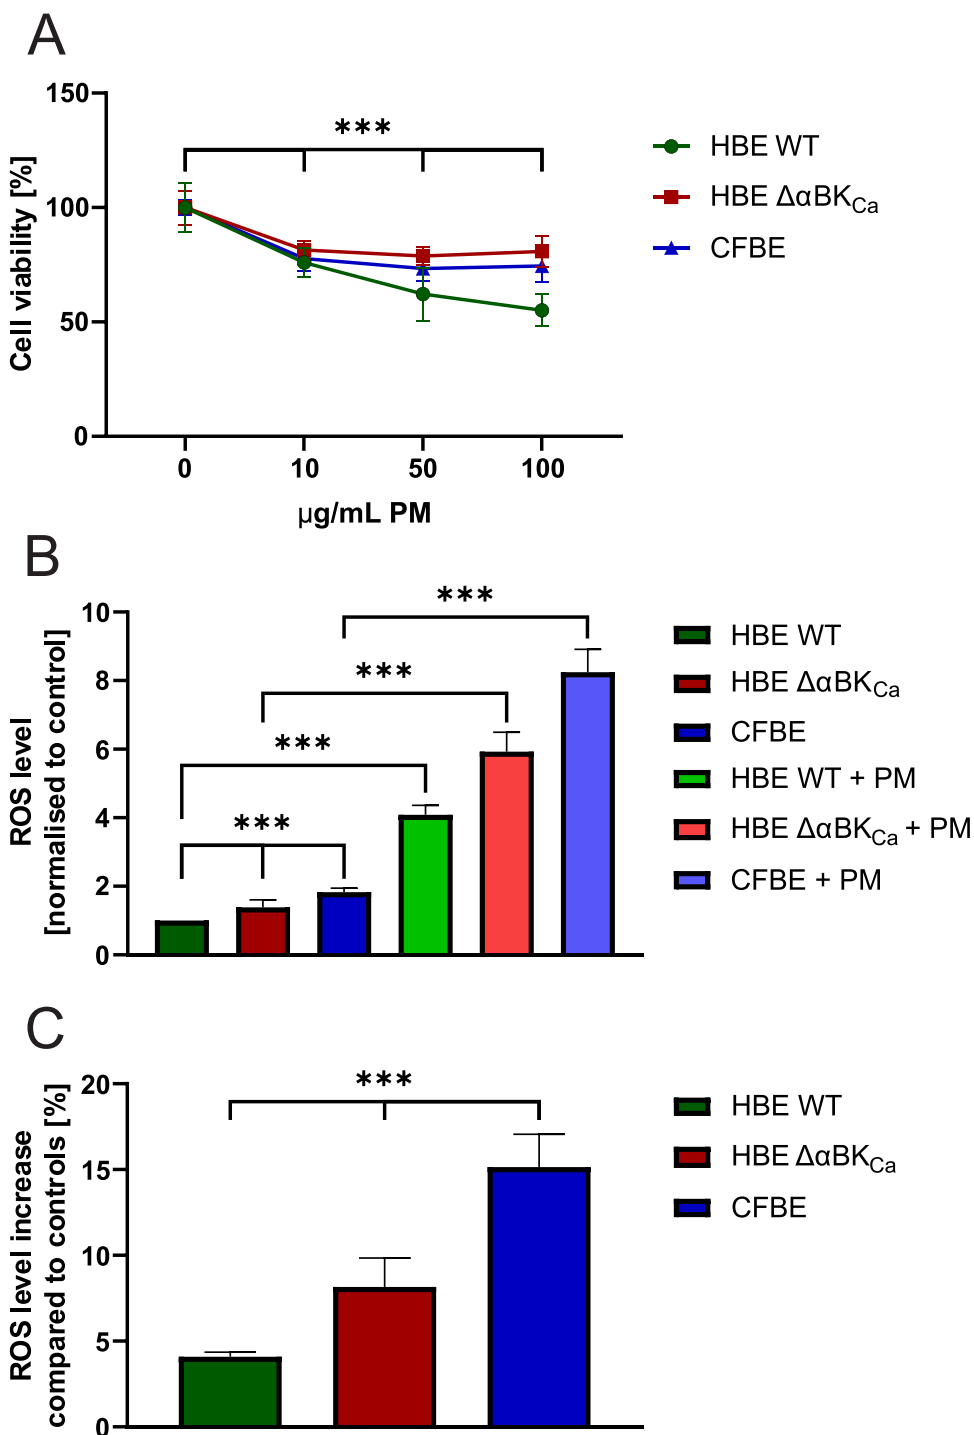 A
150
100
50
0
Cell viability [%]
***
0 10 50 100
μg/mL PM
HBE WT
HBE ΔαBKCa
CFBE
B
10
8
6
4
2
0
ROS level
[normalised to control]
***
***
***
***
HBE WT
HBE ΔαBKCa
CFBE
HBE WT + PM
HBE ΔαBKCa + PM
CFBE + PM
C
20
15
10
5
0
ROS level increase
compared to controls [%]
***
HBE WT
HBE ΔαBKCa
CFBE